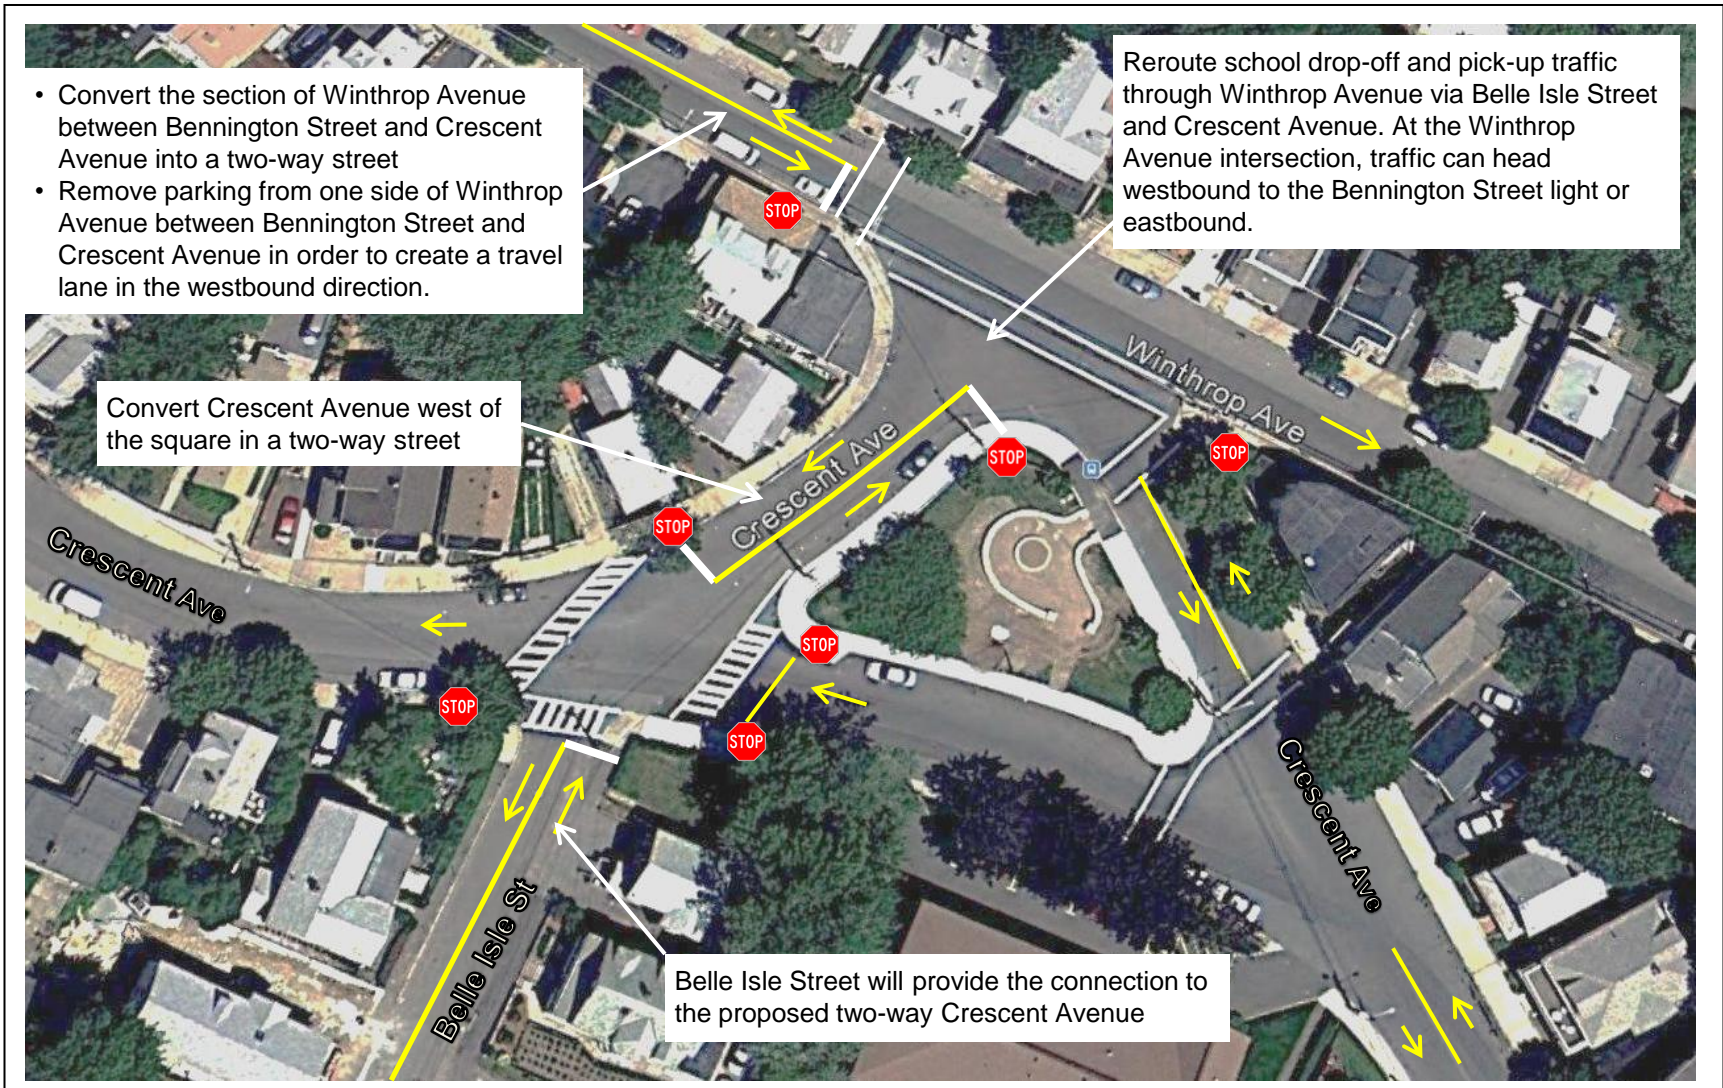 • Convert the section of Winthrop Avenue
between Bennington Street and Crescent
Avenue into a two-way street
• Remove parking from one side of Winthrop
Avenue between Bennington Street and
Crescent Avenue in order to create a travel
lane in the westbound direction.
Reroute school drop-off and pick-up traffic
through Winthrop Avenue via Belle Isle Street
and Crescent Avenue. At the Winthrop
Avenue intersection, traffic can head
westbound to the Bennington Street light or
eastbound.
STOP
Winthrop Ave
Convert Crescent Avenue west of
the square in a two-way street
Crescent Ave
STOP
STOP
STOP
Crescent Ave
STOP
STOP
STOP
Crescent Ave
Belle Isle St
Belle Isle Street will provide the connection to
the proposed two-way Crescent Avenue